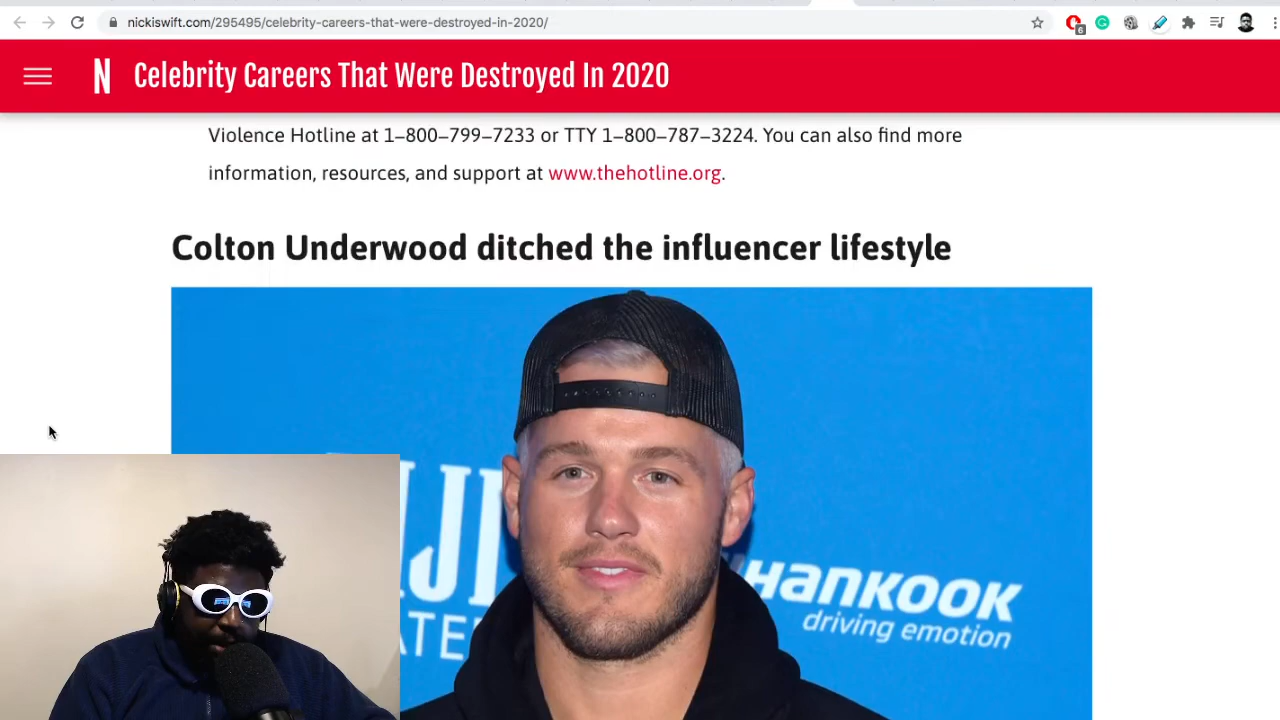 nickiswift.com/295495/celebrity-careers-that-were-destroyed-in-2020/
6
N Celebrity Careers That Were Destroyed In 2020
Violence Hotline at 1–800–799–7233 or TTY 1–800–787–3224. You can also find more
information, resources, and support at www.thehotline.org.
Colton Underwood ditched the influencer lifestyle
HANKOOK
driving emotion
ATE